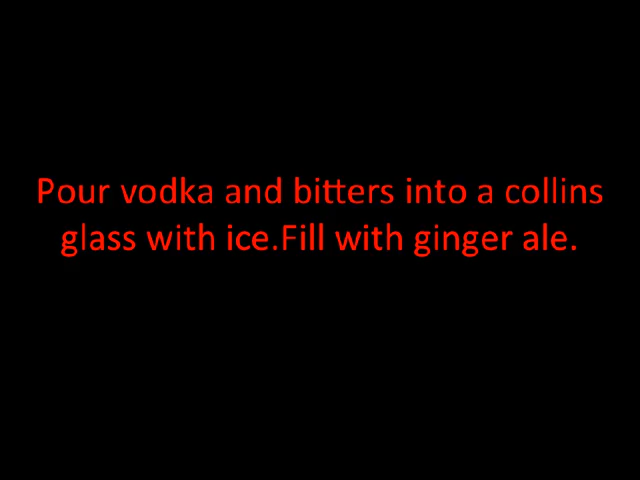 Pour vodka and bitters into a collins
glass with ice.Fill with ginger ale.